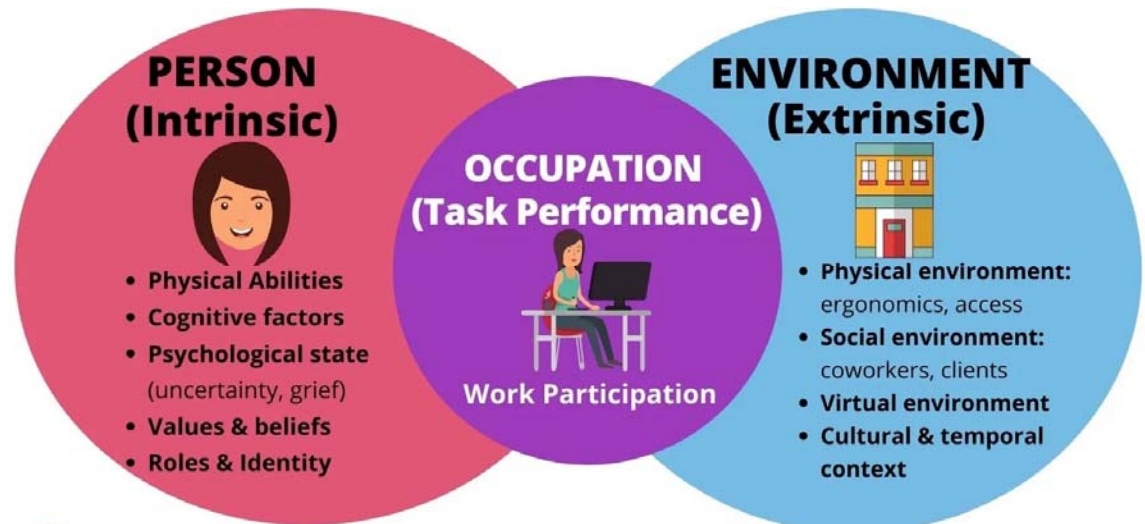 PERSON
(Intrinsic)
• Physical Abilities
• Cognitive factors
• Psychological state
(uncertainty, grief)
• Values & beliefs
• Roles & Identity
OCCUPATION
(Task Performance)
Work Participation
ENVIRONMENT
(Extrinsic)
• Physical environment:
ergonomics, access
• Social environment:
coworkers, clients
• Virtual environment
• Cultural & temporal
context